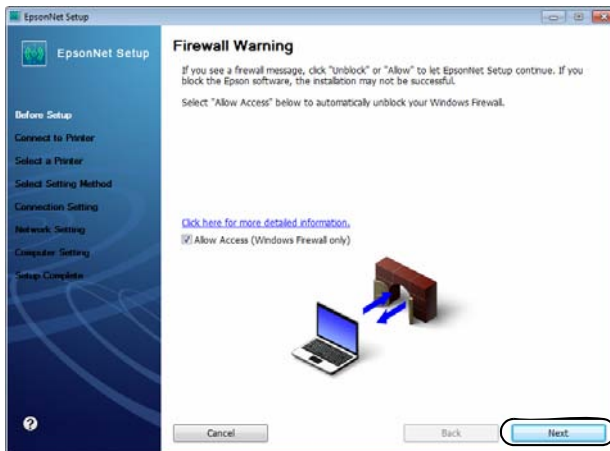 EpsonNet Setup
EpsonNet Setup
Before Setup
Connect to Printer
Select a Printer
Select Setting Method
Connection Setting
Network Setting
Computer Setting
Setup Complete
?
Firewall Warning
If you see a firewall message, click "Unblock" or "Allow" to let EpsonNet Setup continue. If you
block the Epson software, the installation may not be successful.
Select "Allow Access" below to automatically unblock your Windows Firewall.
Click here for more detailed information.
Allow Access (Windows Firewall only)
Cancel
Back
Next